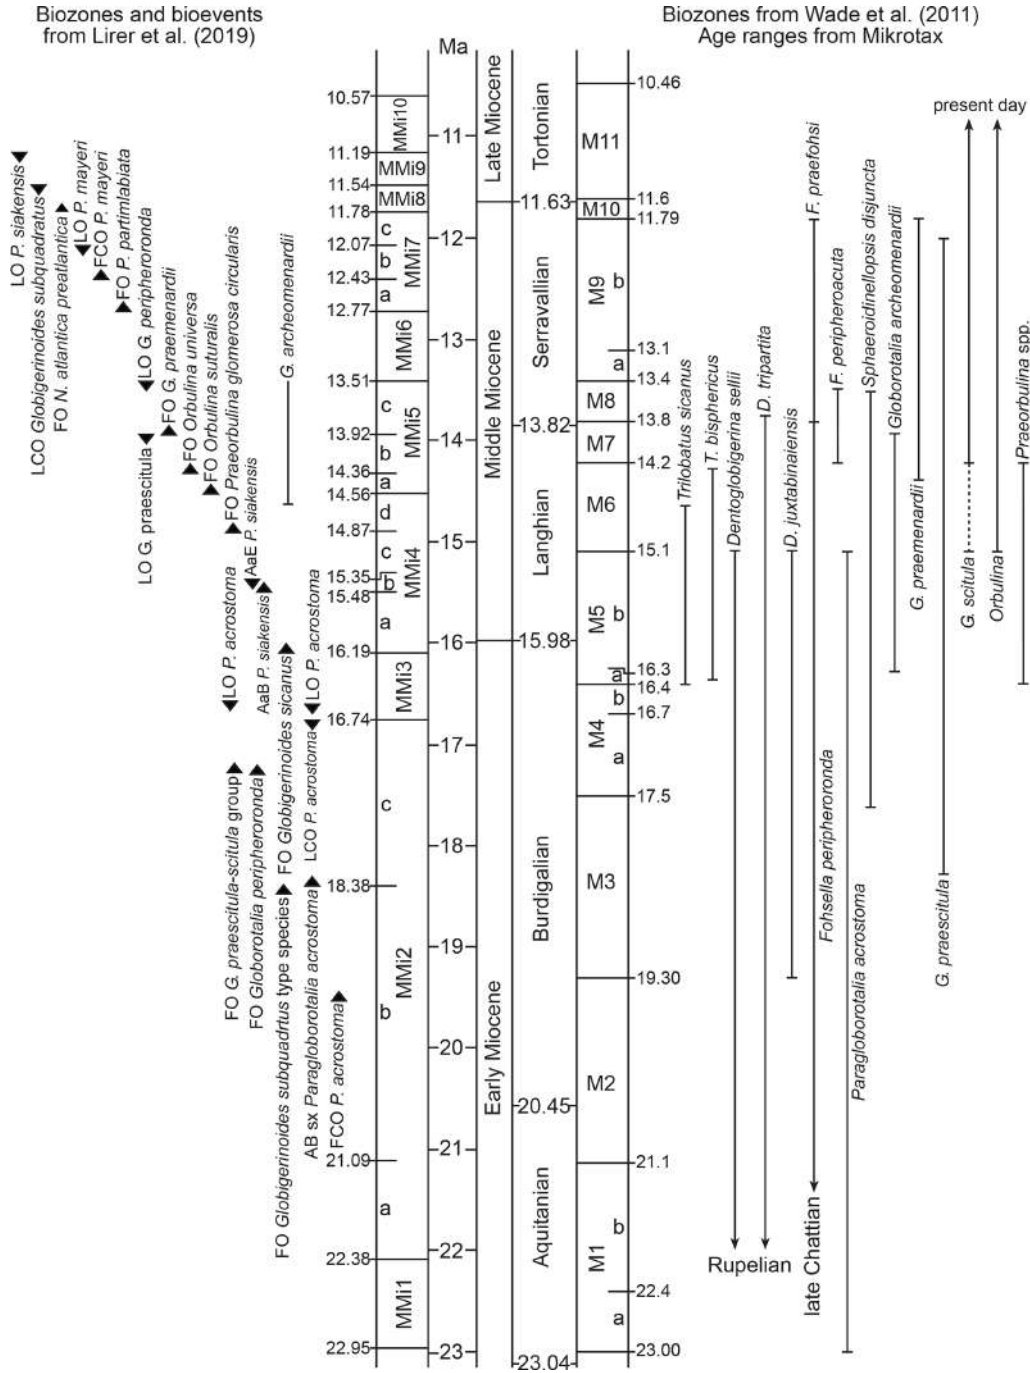 Biozones and bioevents
from Lirer et al. (2019)
Biozones from Wade et al. (2011)
Age ranges from Mikrotax
Ma
LO P. siakensis
LCO Globigerinoides subquadratus
FO N. atlantica preatlantica
LO P. mayeri
FCO P. mayeri
FO P. partimlabiata
LO G. peripheroronda
LO G. praescitula
FO G. praemenardii
FO Orbulina universa
FO Orbulina suturalis
FO Praeorbulina glomerosa circularis
AaE P. siakensis
AaB P. siakensis
G. archeomenardii
LO P. acrostoma
FO Globigerinoides sicanus
LO P. acrostoma
LCO P. acrostoma
FO G. praescitula-scitula group
FO Globorotalia peripheroronda
FO Globigerinoides subquadrtus type species
AB sx Paragloborotalia acrostoma
FCO P. acrostoma
10.57
11.19
11.54
11.78
12.07
12.43
12.77
13.51
13.92
14.36
14.56
14.87
15.35
15.48
16.19
16.74
18.38
21.09
22.38
22.95
MMi10
MMi9
MMi8
c
b
a
MMi7
MMi6
c
b
a
MMi5
d
c
b
a
MMi4
MMi3
c
b
a
MMi2
MMi1
11
12
13
14
15
16
17
18
19
20
21
22
23
Late Miocene
Middle Miocene
Early Miocene
Tortonian
11.63
Serravallian
13.82
Langhian
15.98
Burdigalian
20.45
Aquitanian
23.04
M11
M10
M9
b
a
M8
M7
M6
M5
b
a
M4
b
a
M3
M2
M1
b
a
10.46
11.6
11.79
13.1
13.4
13.8
14.2
15.1
16.3
16.4
16.7
17.5
19.30
21.1
22.4
23.00
Trilobatus sicanus
T. bisphericus
Dentoglobigerina sellii
D. tripartita
D. juxtabinaiensis
F. praefohsi
Fohsella peripheroronda
F. peripheroacuta
Paragloborotalia acrostoma
Sphaeroidinellopsis disjuncta
Globorotalia archeomenardii
G. praemenardii
G. praescitula
G. scitula
Orbulina
Praeorbulina spp.
present day
Rupelian
late Chattian